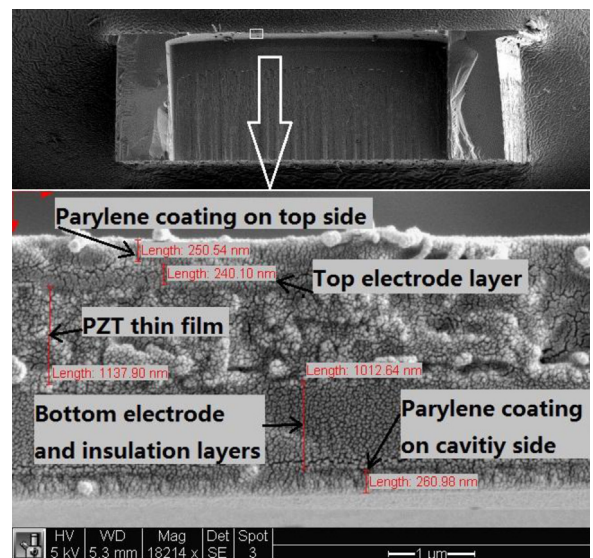 Parylene coating on top side
Length: 250.54 nm
Length: 240.10 nm
Top electrode layer
PZT thin film
Length: 1137.90 nm
Length: 1012.64 nm
Bottom electrode
and insulation layers
Parylene coating
on cavitiy side
Length: 260.98 nm
HV WD Mag Det Spot
5 kV 5.3 mm 18214 x SE 3 1 µm